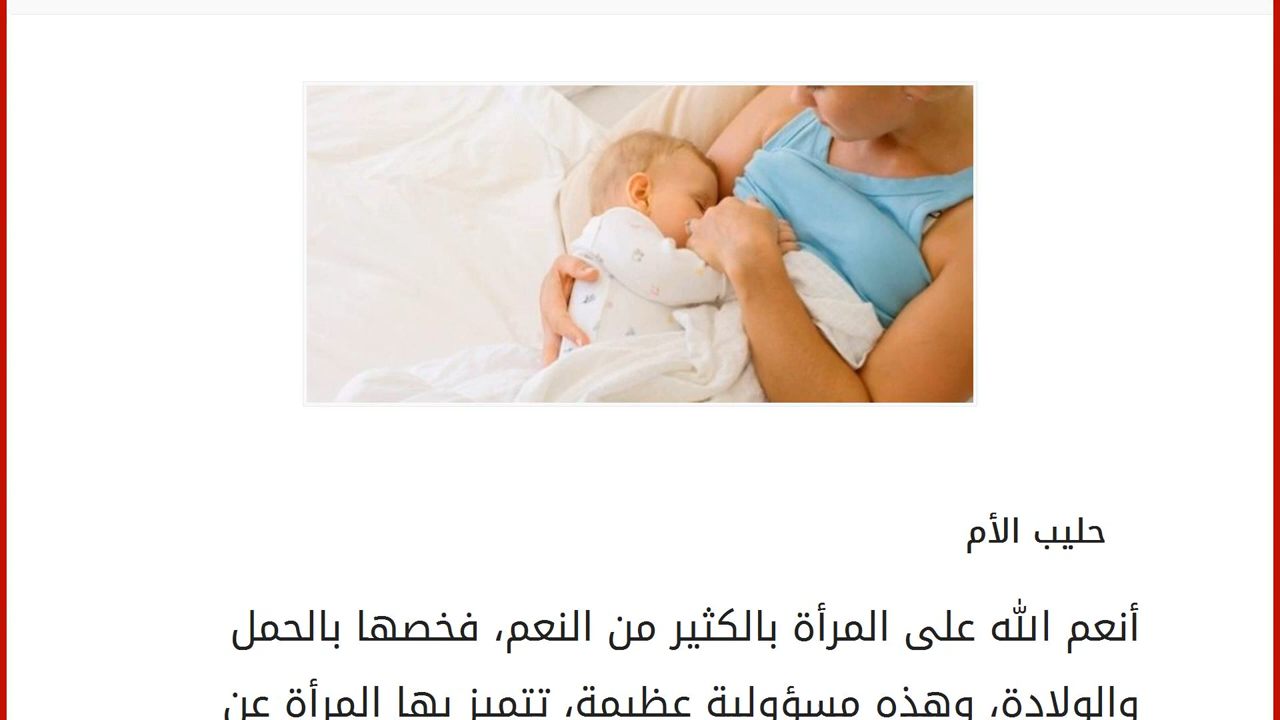 حليب الأم
أنعم الله على المرأة بالكثير من النعم، فخصها بالحمل
والولادة، وهذه مسؤولية عظيمة، تتميز بها المرأة عن